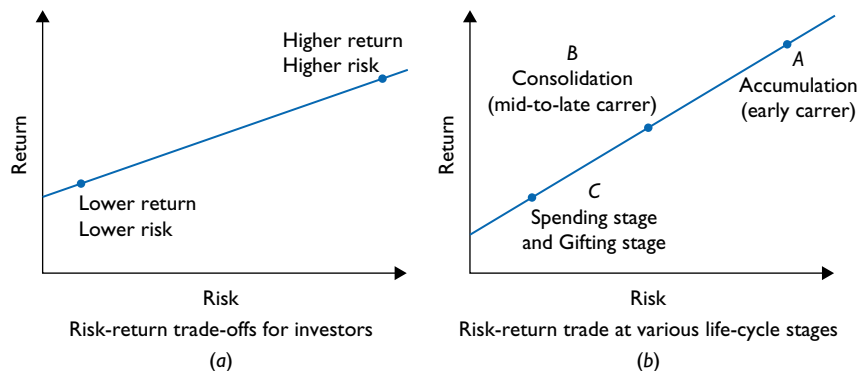 Return
Higher return
Higher risk
Lower return
Lower risk
Risk
Risk-return trade-offs for investors
(a)
Return
B
Consolidation
(mid-to-late carrer)
A
Accumulation
(early carrer)
C
Spending stage
and Gifting stage
Risk
Risk-return trade at various life-cycle stages
(b)